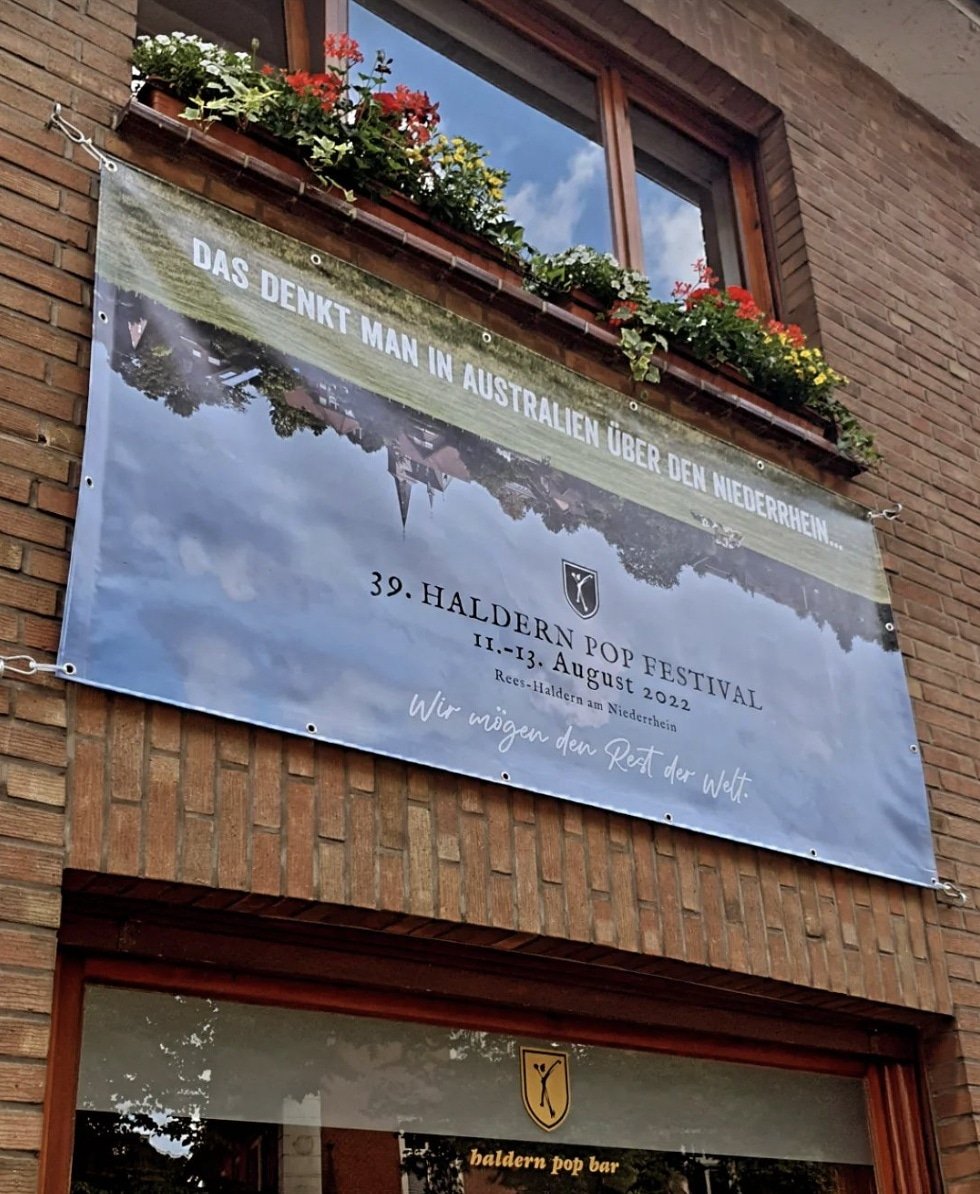 DAS DENKT MAN IN AUSTRALIEN ÜBER DEN NIEDERRHEIN...
39. HALDERN POP FESTIVAL
11.-13. August 2022
Rees-Haldern am Niederrhein
Wir mögen den Rest der Welt.
haldern pop bar